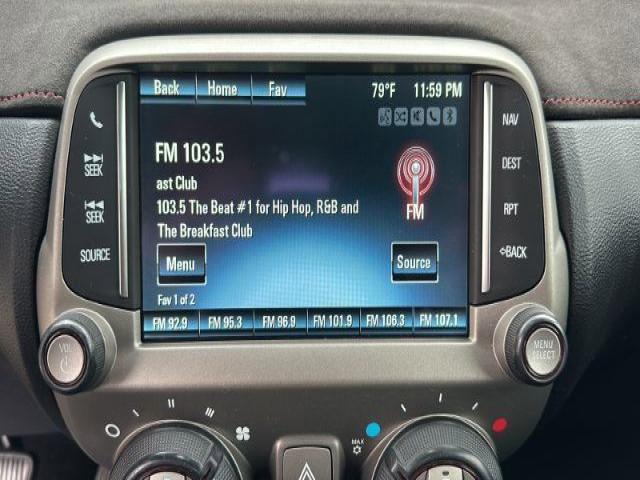 Back Home Fav 79°F 11:59 PM
FM 103.5
ast Club
103.5 The Beat #1 for Hip Hop, R&B and
The Breakfast Club
FM
Menu
Source
Fav 1 of 2
FM 92.9 FM 95.3 FM 96.9 FM 101.9 FM 106.3 FM 107.1
SEEK
SEEK
SOURCE
NAV
DEST
RPT
BACK
VOL
MENU
SELECT
MAX